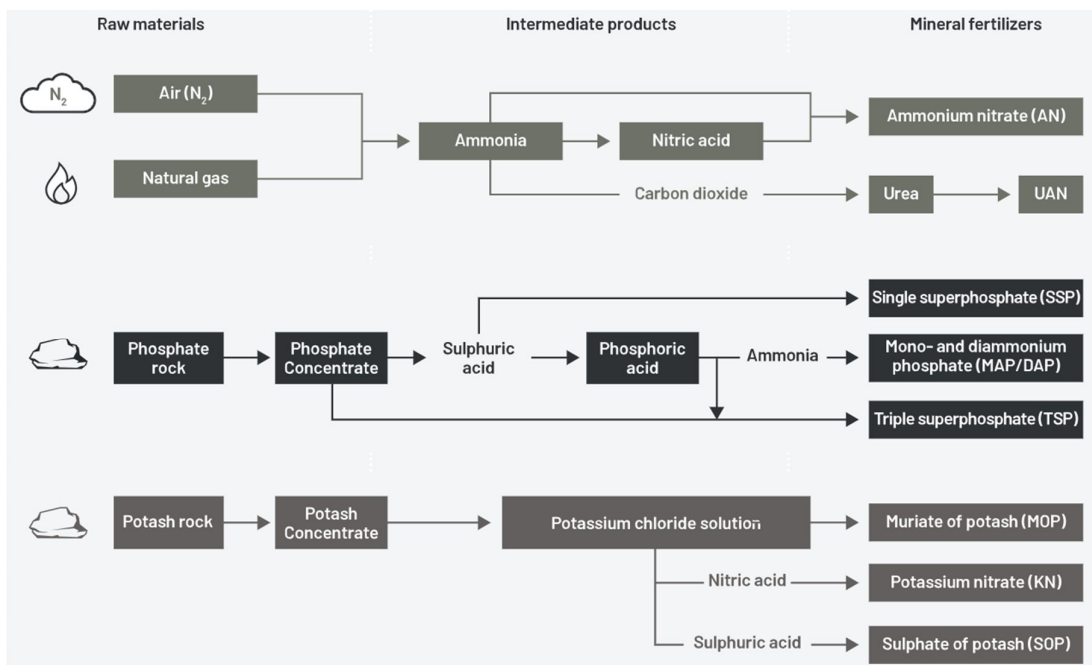 Raw materials
Intermediate products
Mineral fertilizers
N₂
Air (N₂)
Natural gas
Ammonia
Nitric acid
Carbon dioxide
Ammonium nitrate (AN)
Urea
UAN
Phosphate
rock
Phosphate
Concentrate
Sulphuric
acid
Phosphoric
acid
Ammonia
Single superphosphate (SSP)
Mono- and diammonium
phosphate (MAP/DAP)
Triple superphosphate (TSP)
Potash rock
Potash
Concentrate
Potassium chloride solution
Nitric acid
Sulphuric acid
Muriate of potash (MOP)
Potassium nitrate (KN)
Sulphate of potash (SOP)